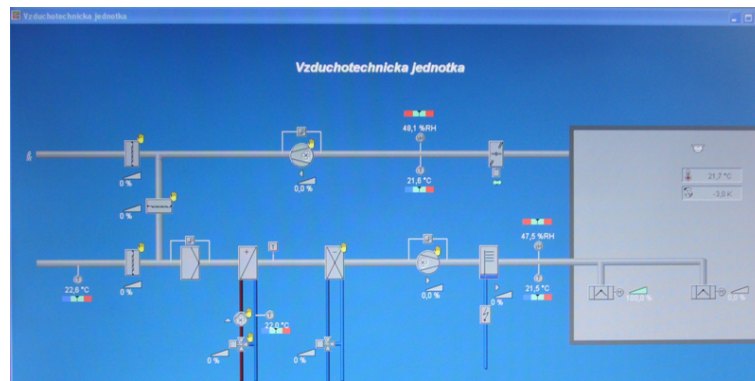 Vzduchotechnicka jednotka
Vzduchotechnicka jednotka
48,1 %RH
0 %
0,0 %
21,6 °C
21,7 °C
-3,0 K
0 %
47,5 %RH
22,6 °C
0 %
0,0 %
0 %
21,5 °C
100,0 %
0,0 %
22,0 °C
0 %
0 %